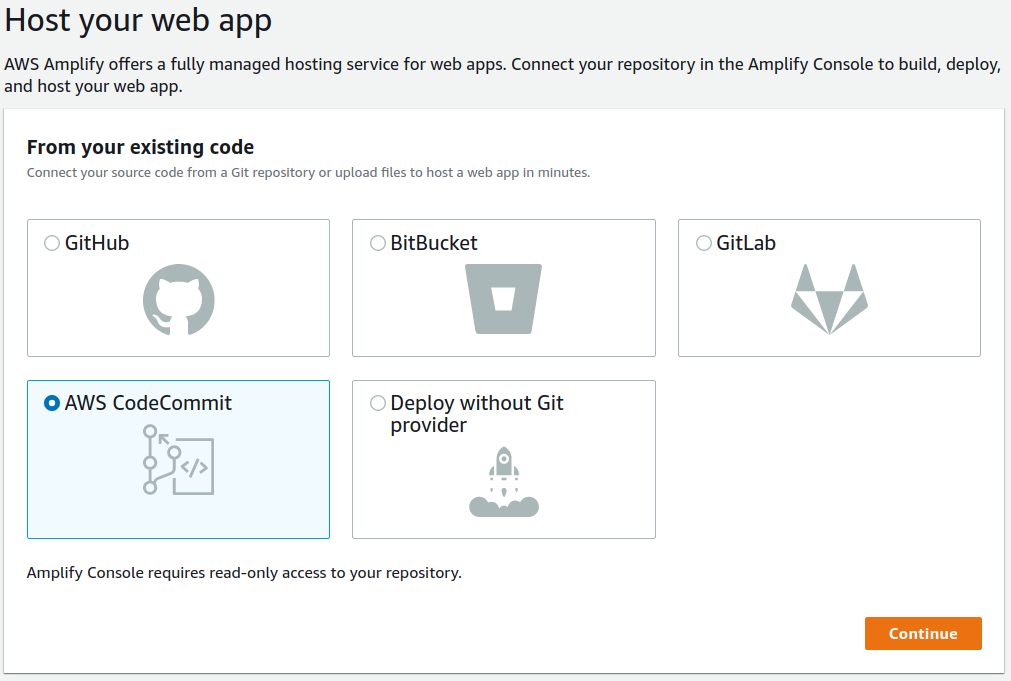 Host your web app
AWS Amplify offers a fully managed hosting service for web apps. Connect your repository in the Amplify Console to build, deploy,
and host your web app.
From your existing code
Connect your source code from a Git repository or upload files to host a web app in minutes.
GitHub
BitBucket
GitLab
AWS CodeCommit
</>
Deploy without Git
provider
Amplify Console requires read-only access to your repository.
Continue